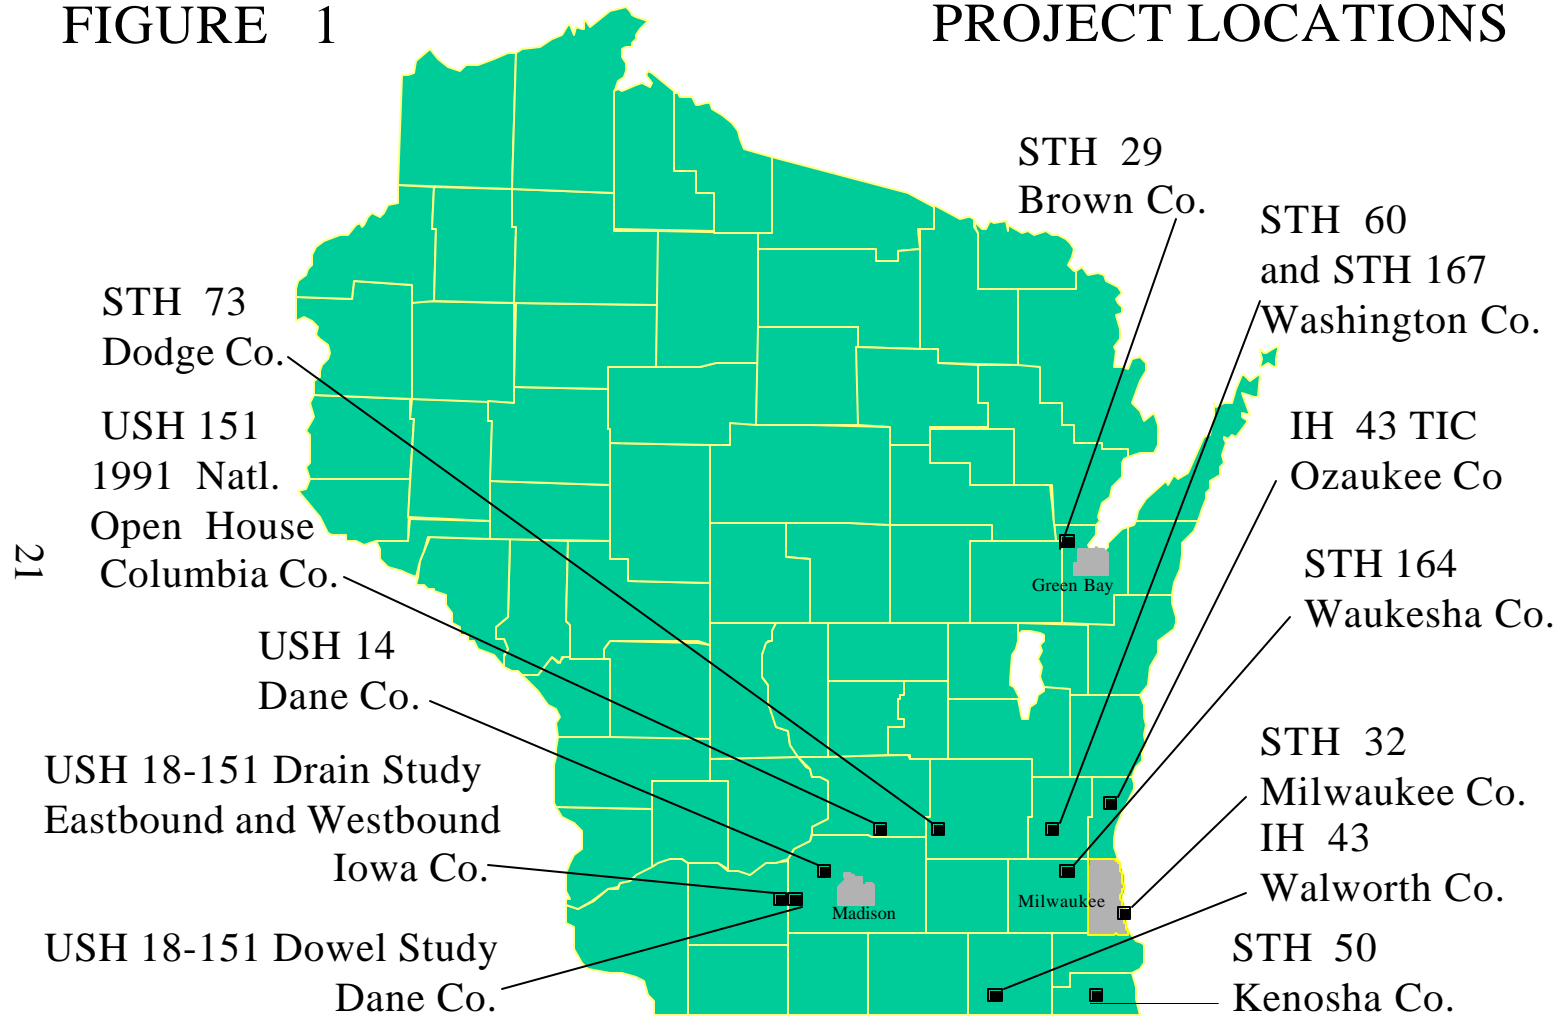 FIGURE 1
PROJECT LOCATIONS
STH 29
Brown Co.
STH 60
and STH 167
Washington Co.
STH 73
Dodge Co.
USH 151
1991 Natl.
Open House
Columbia Co.
IH 43 TIC
Ozaukee Co
21
Green Bay
STH 164
Waukesha Co.
USH 14
Dane Co.
STH 32
Milwaukee Co.
USH 18-151 Drain Study
Eastbound and Westbound
Iowa Co.
IH 43
Walworth Co.
Milwaukee
Madison
USH 18-151 Dowel Study
Dane Co.
STH 50
Kenosha Co.